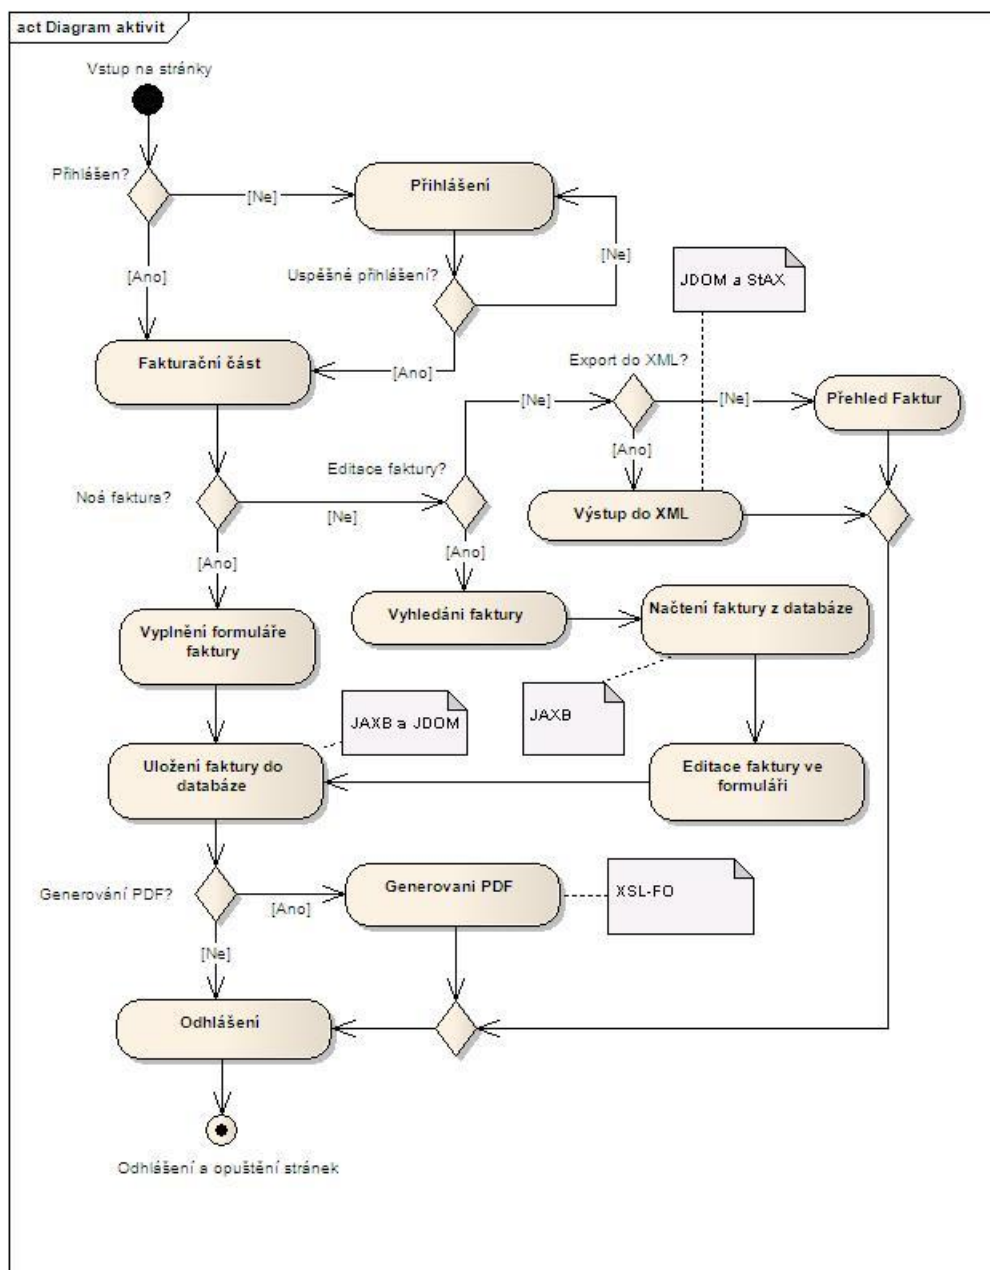 act Diagram aktivit
Vstup na stránky
Přihlášen?
[Ne]
Přihlášení
[Ne]
[Ano]
Uspěšné přihlášení?
JDOM a StAX
Fakturační část
[Ano]
Export do XML?
[Ne]
[Ne]
Přehled Faktur
[Ano]
Editace faktury?
Noá faktura?
[Ne]
Výstup do XML
[Ano]
[Ano]
Vyhledáni faktury
Načtení faktury z databáze
Vyplnění formuláře
faktury
JAXB a JDOM
JAXB
Uložení faktury do
databáze
Editace faktury ve
formuláři
Generování PDF?
[Ano]
Generovani PDF
XSL-FO
[Ne]
Odhlášení
Odhlášení a opuštění stránek